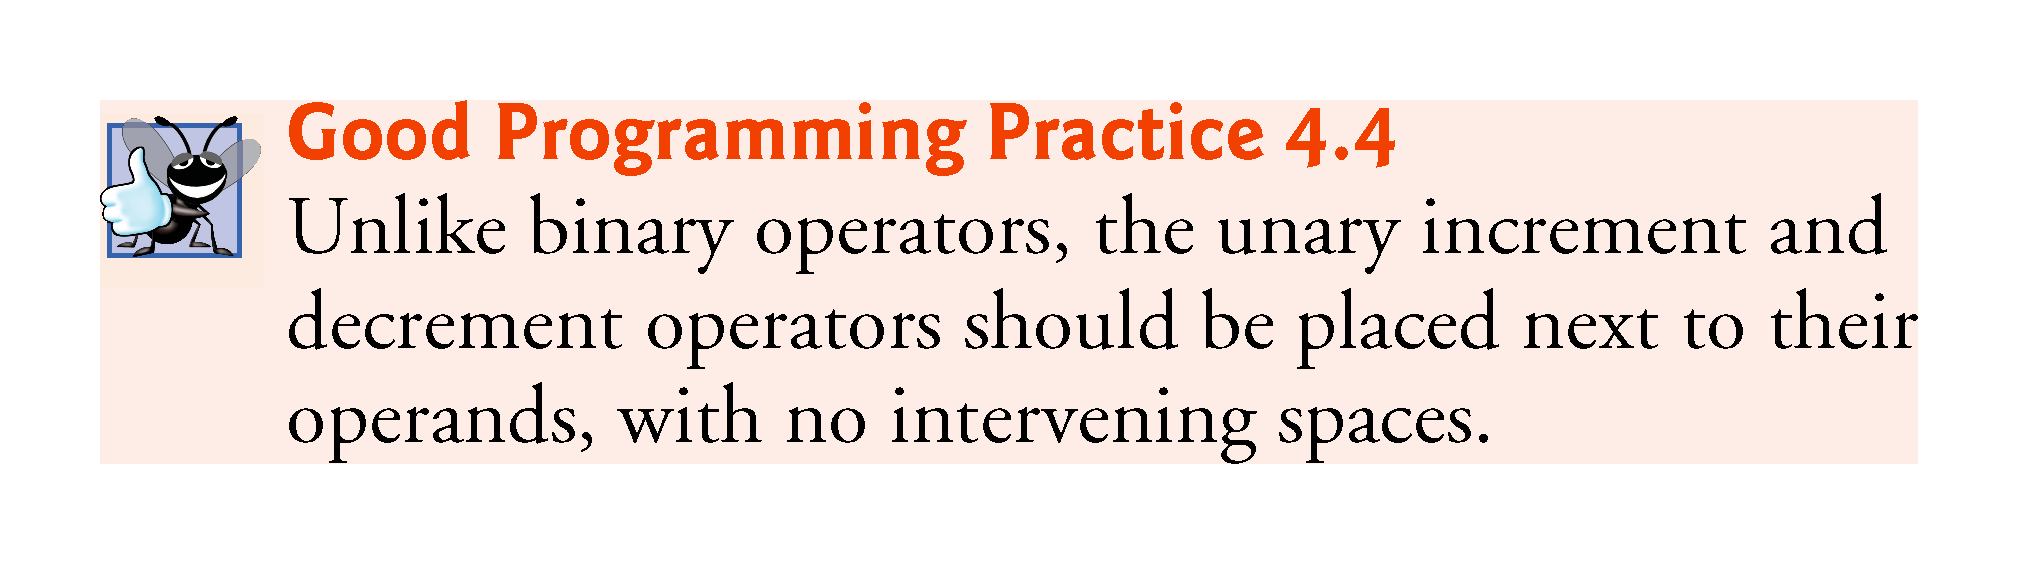 Good Programming Practice 4.4
Unlike binary operators, the unary increment and
decrement operators should be placed next to their
operands, with no intervening spaces.